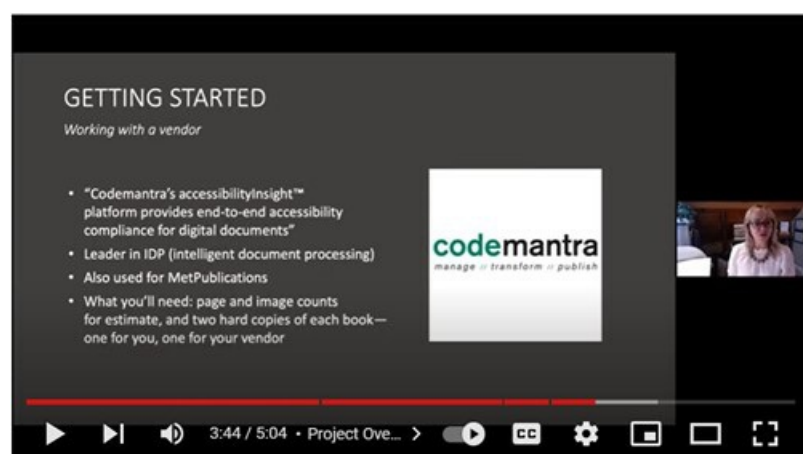 GETTING STARTED
Working with a vendor
• “Codemantra’s accessibilityInsight™
platform provides end-to-end accessibility
compliance for digital documents”
• Leader in IDP (intelligent document processing)
• Also used for MetPublications
• What you’ll need: page and image counts
for estimate, and two hard copies of each book—
one for you, one for your vendor
codemantra
manage // transform // publish
3:44 / 5:04 • Project Ove... >
CC